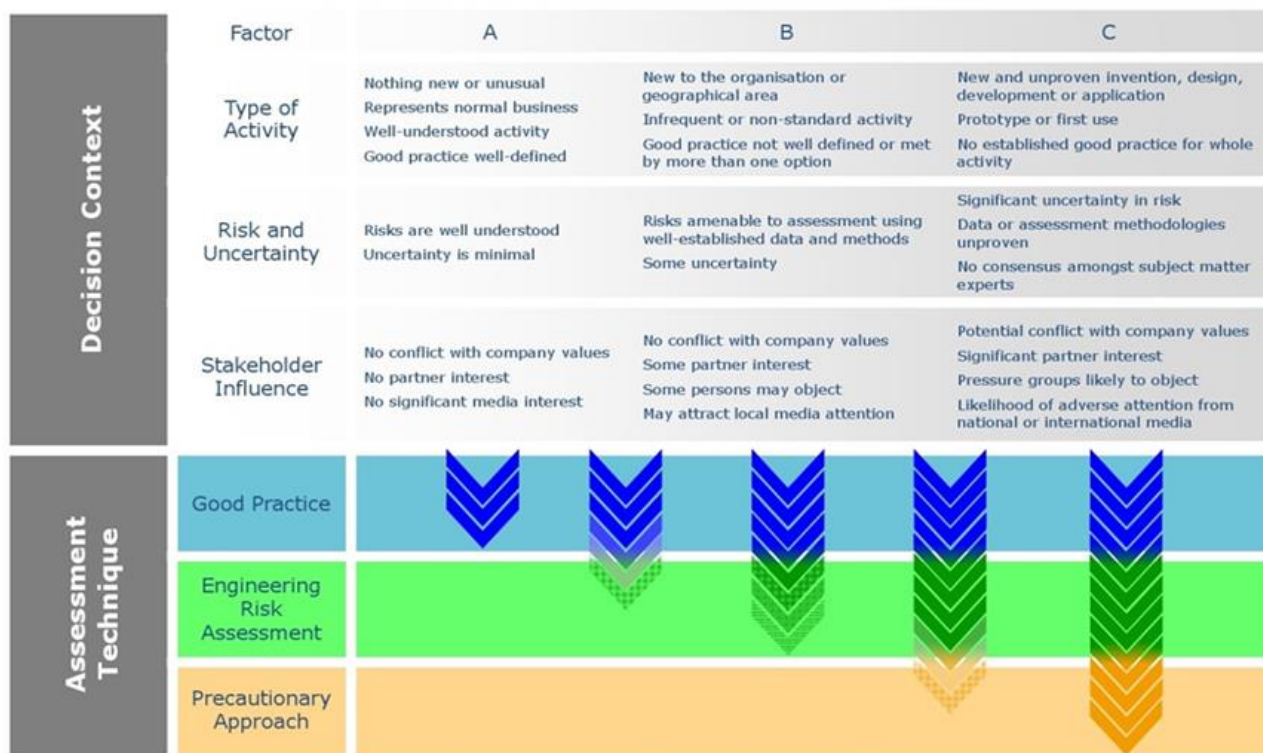 Decision Context
Factor
A
B
C
Type of
Activity
Nothing new or unusual
Represents normal business
Well-understood activity
Good practice well-defined
New to the organisation or
geographical area
Infrequent or non-standard activity
Good practice not well defined or met
by more than one option
New and unproven invention, design,
development or application
Prototype or first use
No established good practice for whole
activity
Risk and
Uncertainty
Risks are well understood
Uncertainty is minimal
Risks amenable to assessment using
well-established data and methods
Some uncertainty
Significant uncertainty in risk
Data or assessment methodologies
unproven
No consensus amongst subject matter
experts
Stakeholder
Influence
No conflict with company values
No partner interest
No significant media interest
No conflict with company values
Some partner interest
Some persons may object
May attract local media attention
Potential conflict with company values
Significant partner interest
Pressure groups likely to object
Likelihood of adverse attention from
national or international media
Assessment
Technique
Good Practice
Engineering
Risk
Assessment
Precautionary
Approach